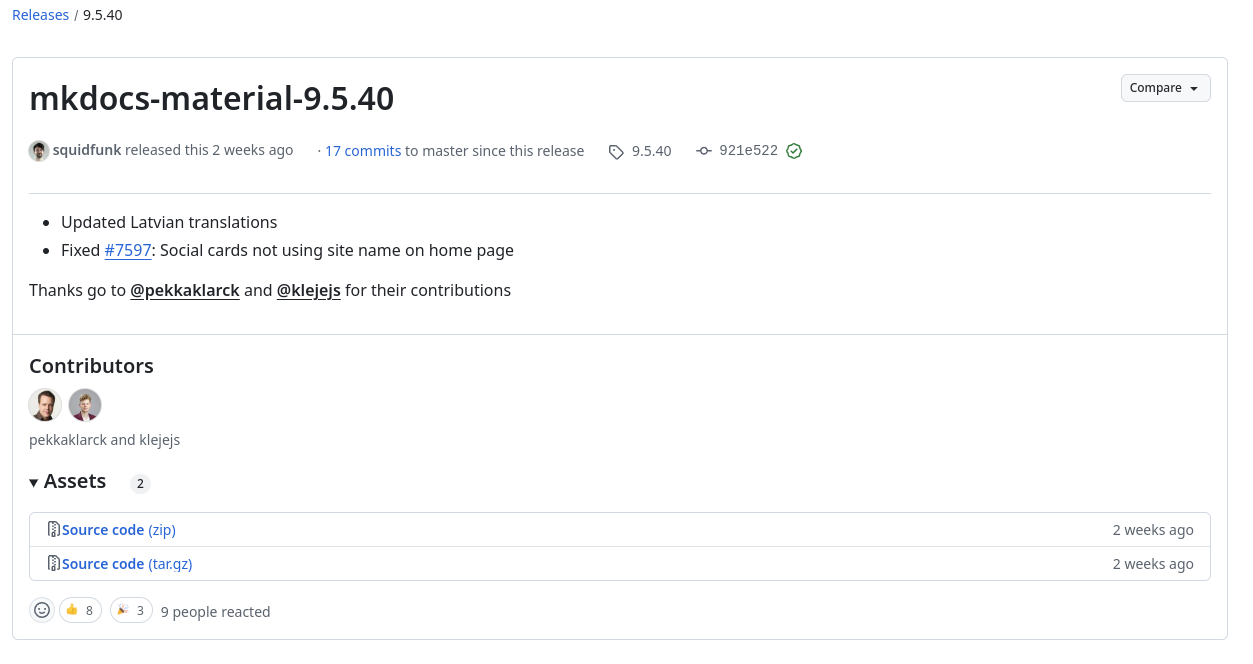 Releases / 9.5.40
mkdocs-material-9.5.40
Compare
squidfunk released this 2 weeks ago · 17 commits to master since this release 9.5.40 921e522
• Updated Latvian translations
• Fixed #7597: Social cards not using site name on home page
Thanks go to @pekkaklarck and @klejejs for their contributions
Contributors
pekkaklarck and klejejs
Assets 2
Source code (zip) 2 weeks ago
Source code (tar.gz) 2 weeks ago
👍 8 🎉 3 9 people reacted